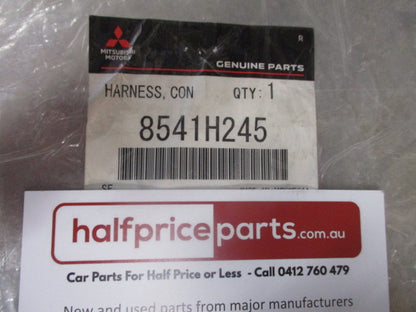 R
MITSUBISHI
MOTORS
GENUINE PARTS
HARNESS, CON QTY: 1
8541H245
halfpriceparts.com.au
Car Parts For Half Price or Less - Call 0412 760 479
New and used parts from major manufacturers